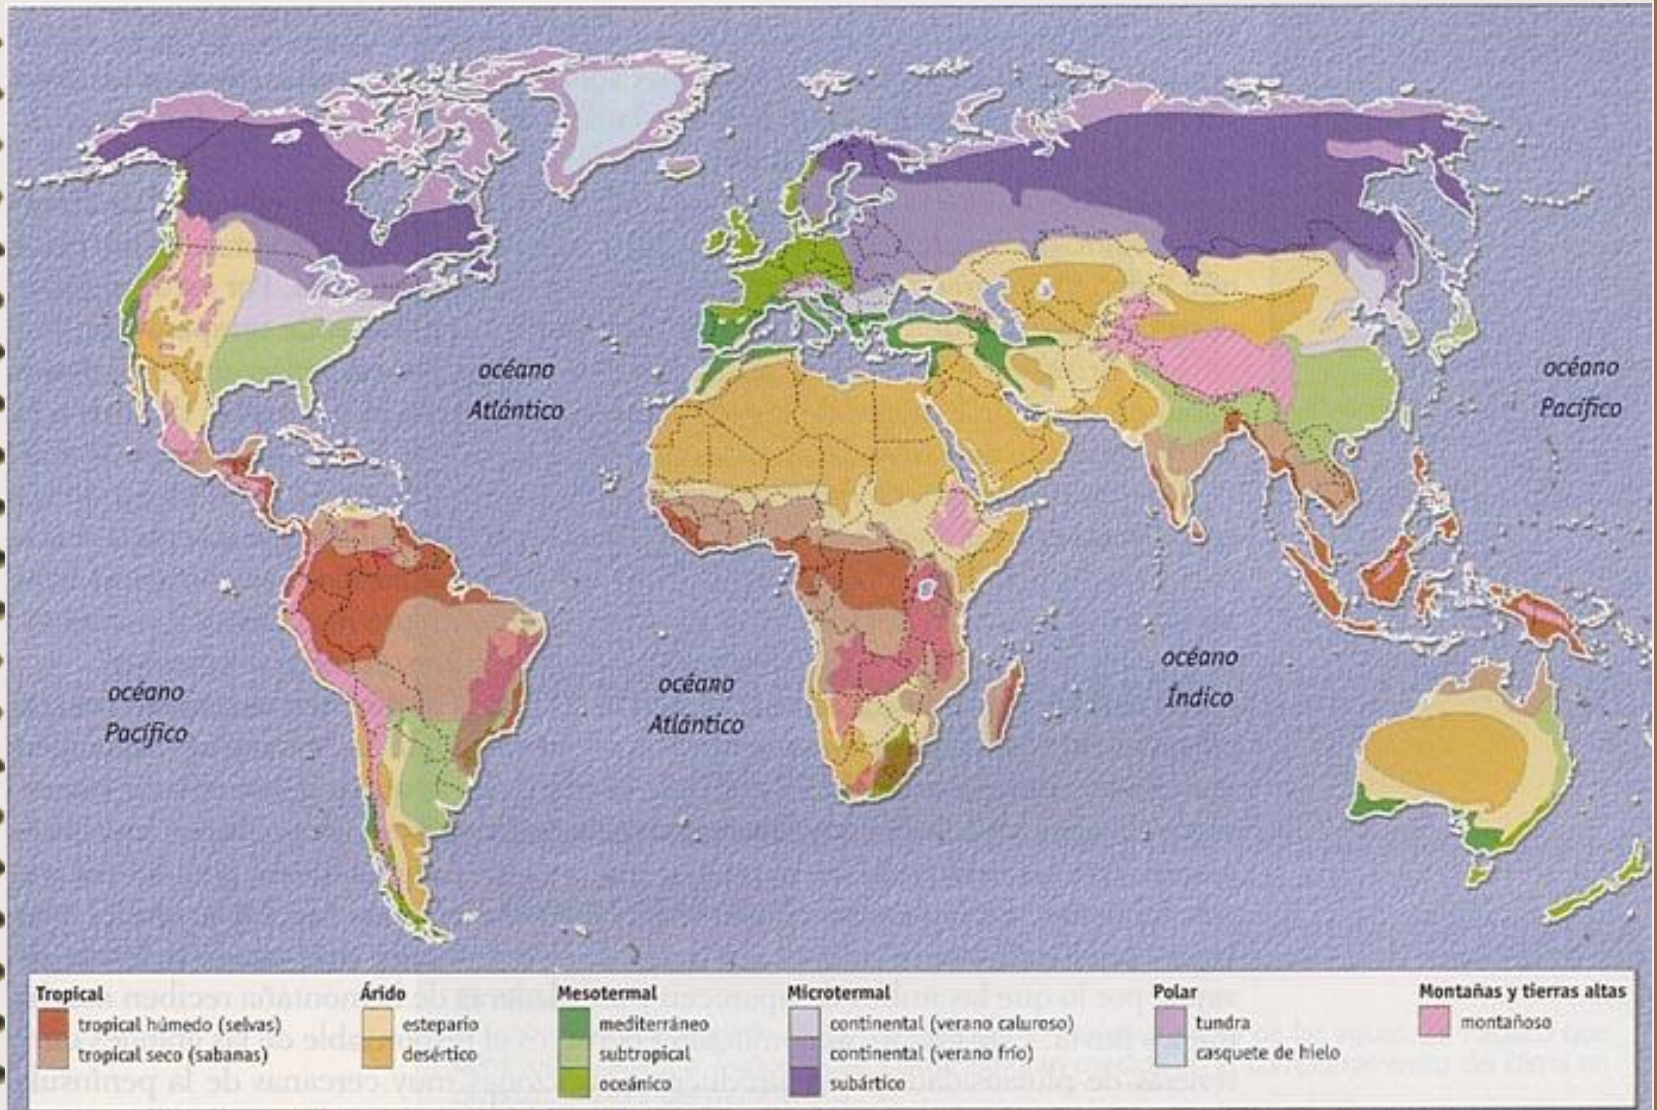 océano
Atlántico
océano
Pacífico
océano
Pacífico
océano
Atlántico
océano
Índico
Tropical
tropical húmedo (selvas)
tropical seco (sabanas)
Árido
estepario
desértico
Mesotermal
mediterráneo
subtropical
oceánico
Microtermal
continental (verano caluroso)
continental (verano frío)
subártico
Polar
tundra
casquete de hielo
Montañas y tierras altas
montañoso